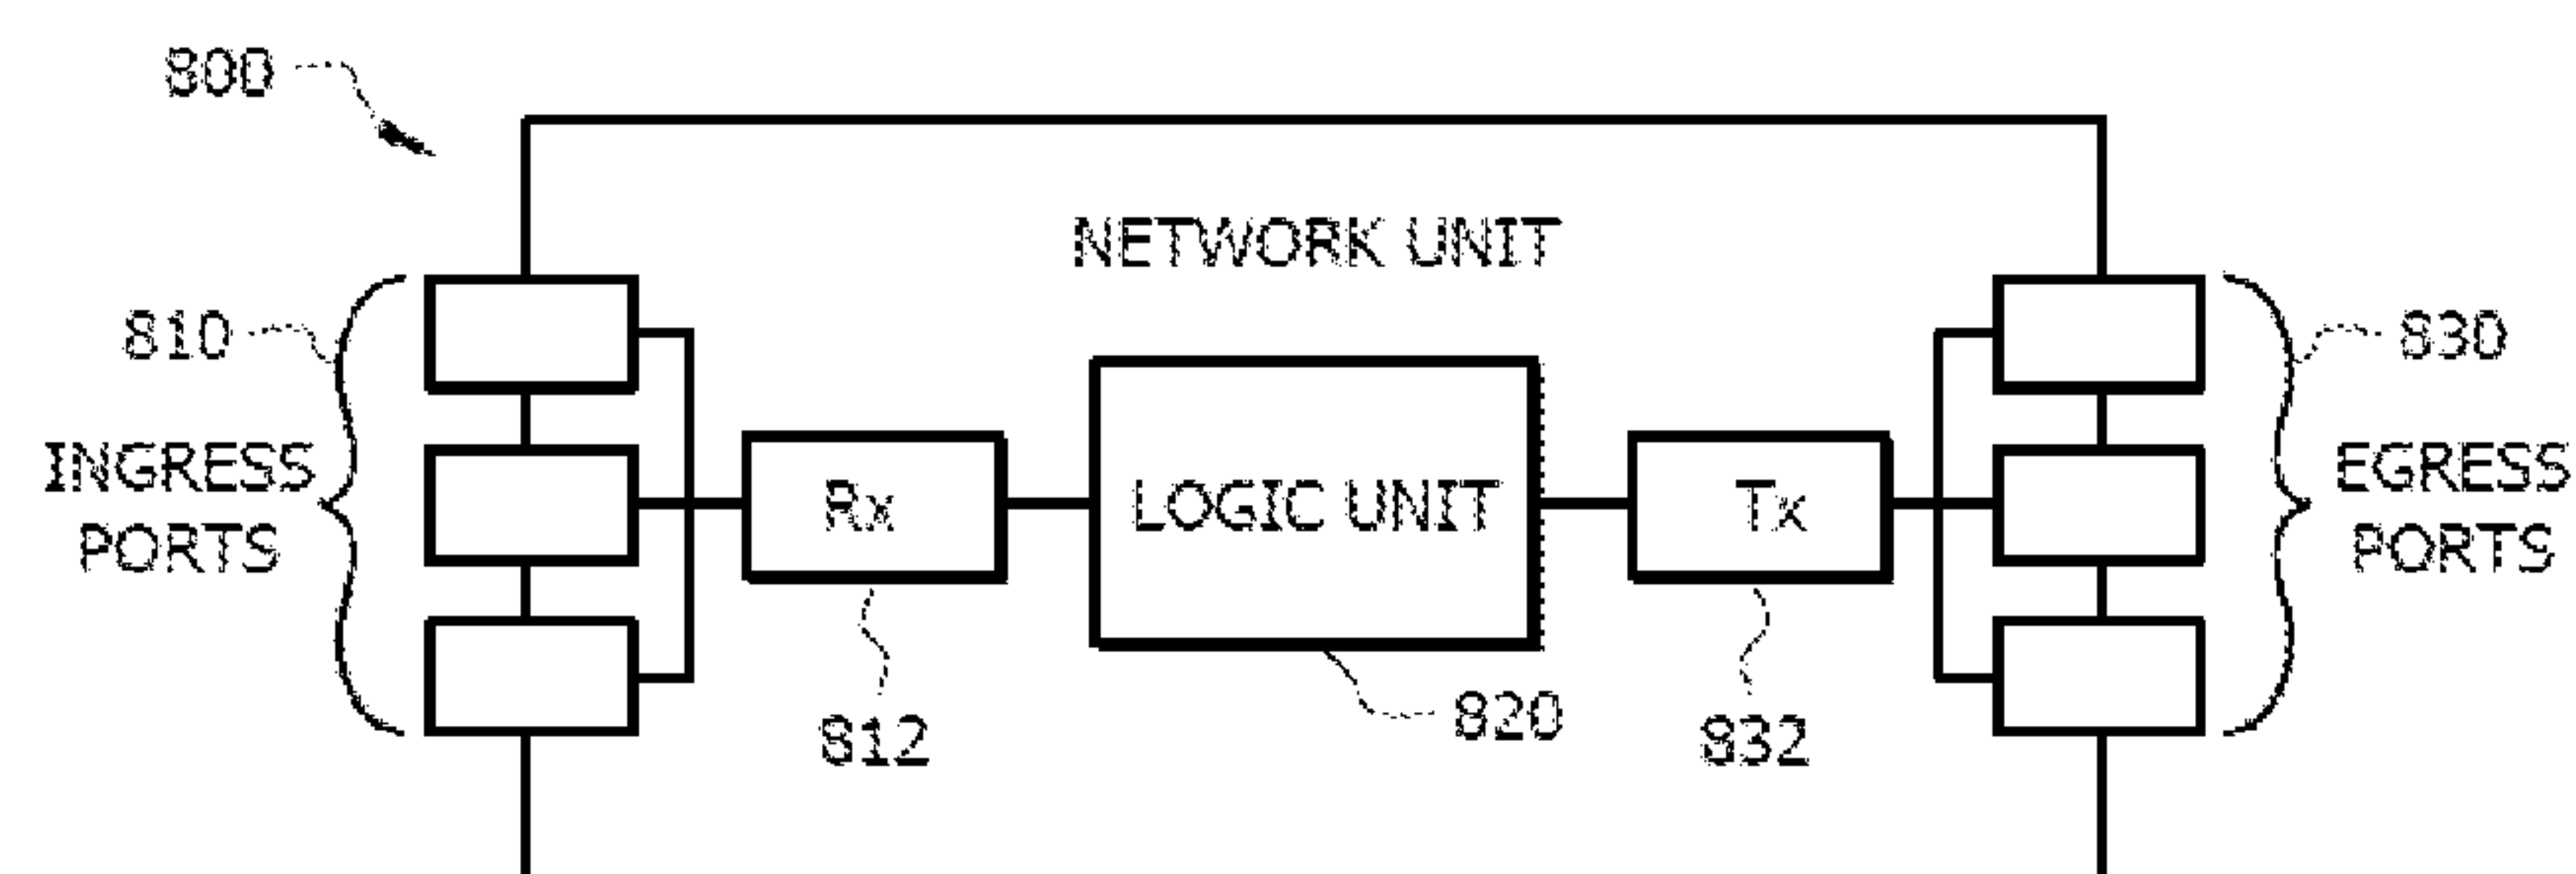 800
NETWORK UNIT
810
830
INGRESS
PORTS
Rx
LOGIC UNIT
Tx
EGRESS
PORTS
812
820
832